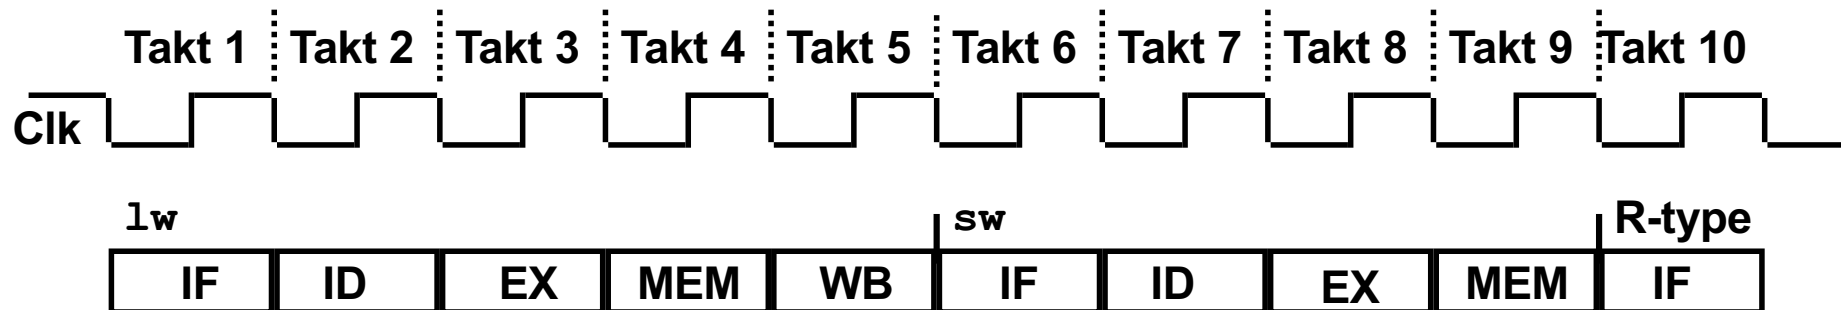 Takt 1 Takt 2 Takt 3 Takt 4 Takt 5 Takt 6 Takt 7 Takt 8 Takt 9 Takt 10
Clk
lw sw R-type
IF ID EX MEM WB IF ID EX MEM IF